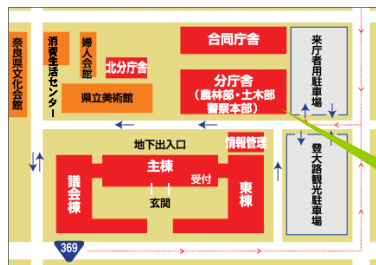 奈良県文化会館
消費生活センター
婦人会館
北分庁舎
県立美術館
合同庁舎
分庁舎
(農林部・土木部
警察本部)
来庁者用駐車場
地下出入口
情報管理
議会棟
主棟
受付
玄関
東棟
登大路観光駐車場
369